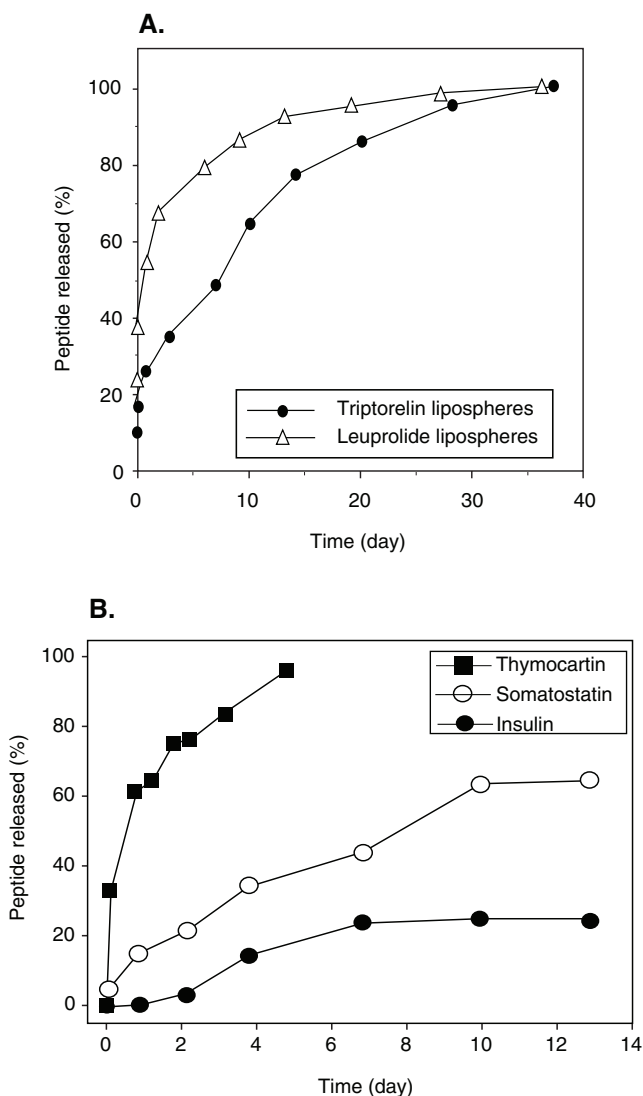 A.
100
80
60
40
20
0
Peptide released (%)
Triptorelin lipospheres
Leuprolide lipospheres
0 10 20 30 40
Time (day)
B.
100
80
60
40
20
0
Peptide released (%)
Thymocartin
Somatostatin
Insulin
0 2 4 6 8 10 12 14
Time (day)